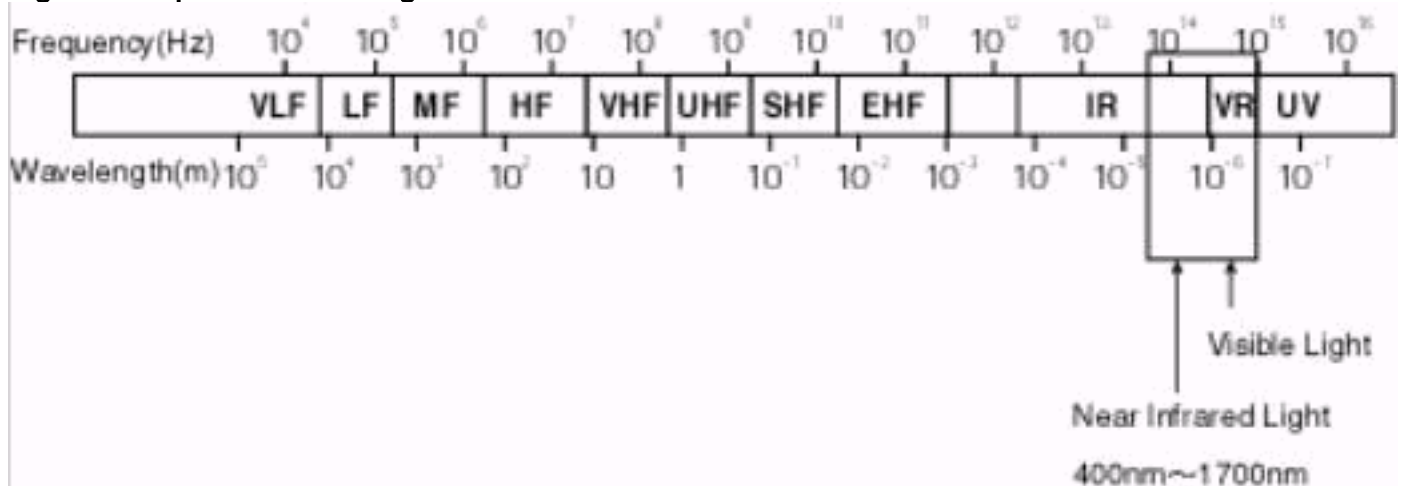 Frequency(Hz) 10⁴ 10⁵ 10⁶ 10⁷ 10⁸ 10⁹ 10¹⁰ 10¹¹ 10¹² 10¹³ 10¹⁴ 10¹⁵ 10¹⁶
VLF LF MF HF VHF UHF SHF EHF IR VR UV
Wavelength(m) 10⁵ 10⁴ 10³ 10² 10 1 10⁻¹ 10⁻² 10⁻³ 10⁻⁴ 10⁻⁵ 10⁻⁶ 10⁻⁷
Visible Light
Near Infrared Light
400nm～1700nm